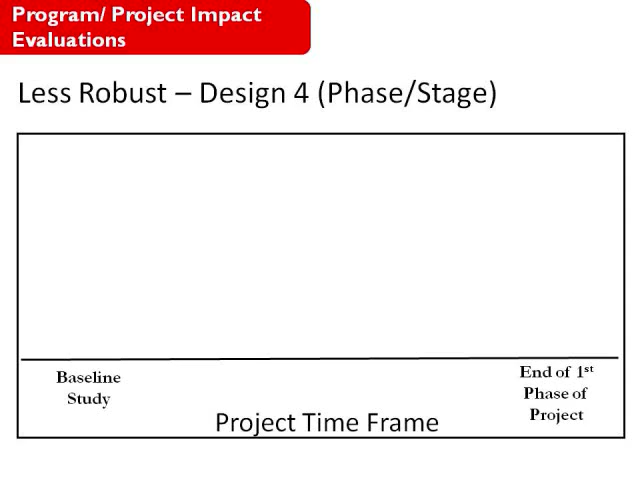 Program/ Project Impact
Evaluations
Less Robust – Design 4 (Phase/Stage)
Baseline
Study
End of 1st
Phase of
Project
Project Time Frame